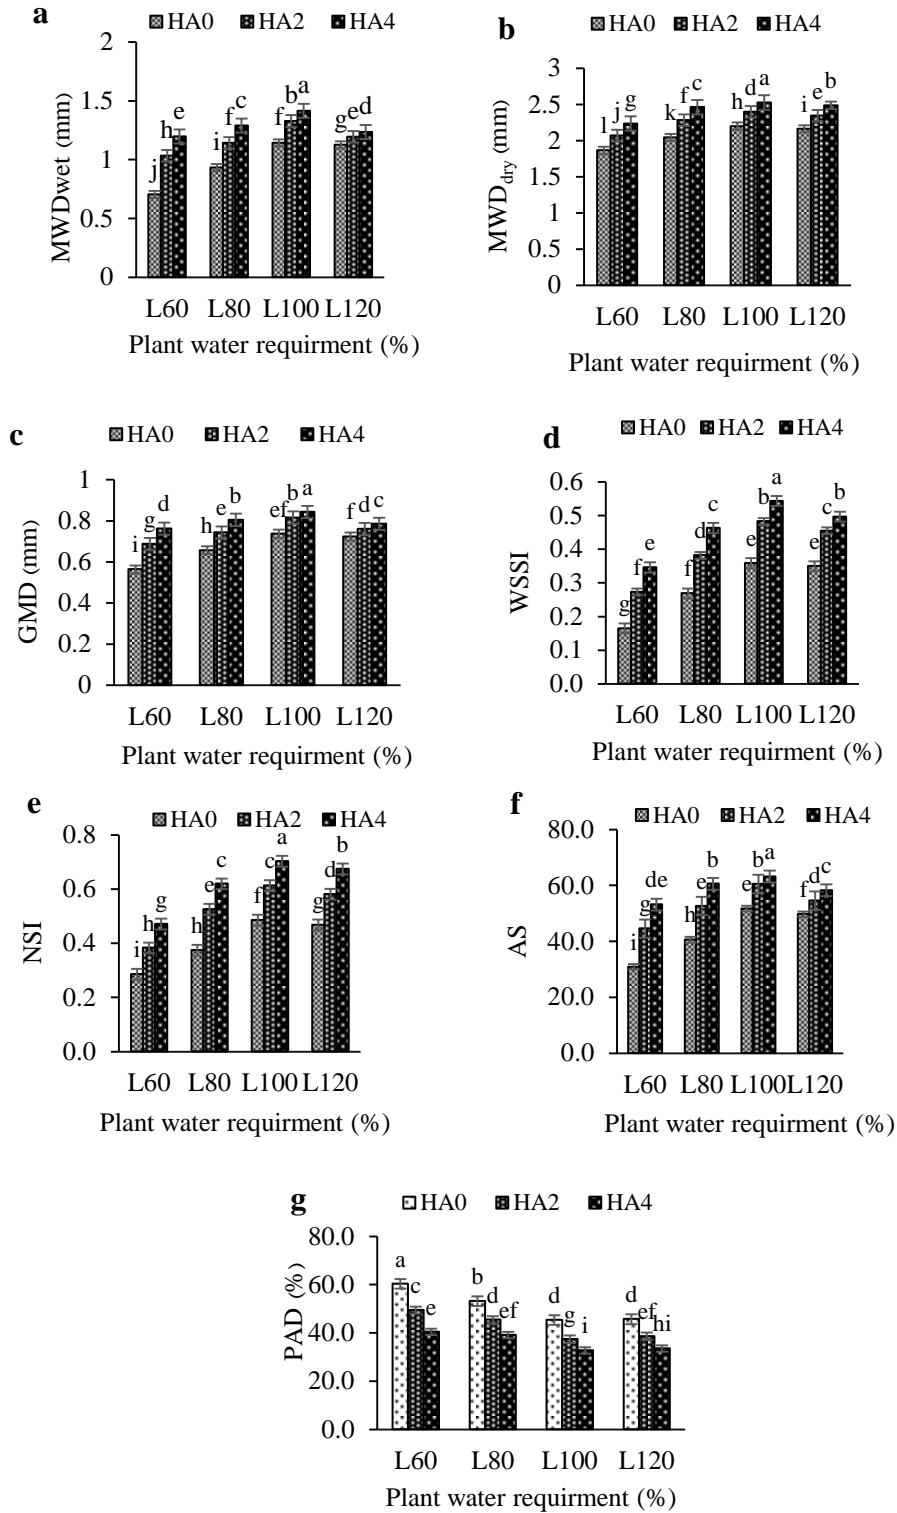 a
HA0 HA2 HA4
2
1.5
1
0.5
0
MWDwet (mm)
j h e i f c f b a g e d
L60 L80 L100 L120
Plant water requirment (%)
b
HA0 HA2 HA4
3
2.5
2
1.5
1
0.5
0
MWDdry (mm)
l j g k f c h d a i e b
L60 L80 L100 L120
Plant water requirment (%)
c
HA0 HA2 HA4
1
0.8
0.6
0.4
0.2
0
GMD (mm)
i g d h e b ef b a f d c
L60 L80 L100 L120
Plant water requirment (%)
d
HA0 HA2 HA4
0.6
0.5
0.4
0.3
0.2
0.1
0.0
WSSI
g f e f d c e b a e c b
L60 L80 L100 L120
Plant water requirment (%)
e
HA0 HA2 HA4
0.8
0.6
0.4
0.2
0.0
NSI
i h g h e c f c a g d b
L60 L80 L100 L120
Plant water requirment (%)
f
HA0 HA2 HA4
80.0
60.0
40.0
20.0
0.0
AS
i g de h e b e b a f d c
L60 L80 L100L120
Plant water requirment (%)
g
HA0 HA2 HA4
80.0
60.0
40.0
20.0
0.0
PAD (%)
a c e b d ef d g i d ef hi
L60 L80 L100 L120
Plant water requirment (%)